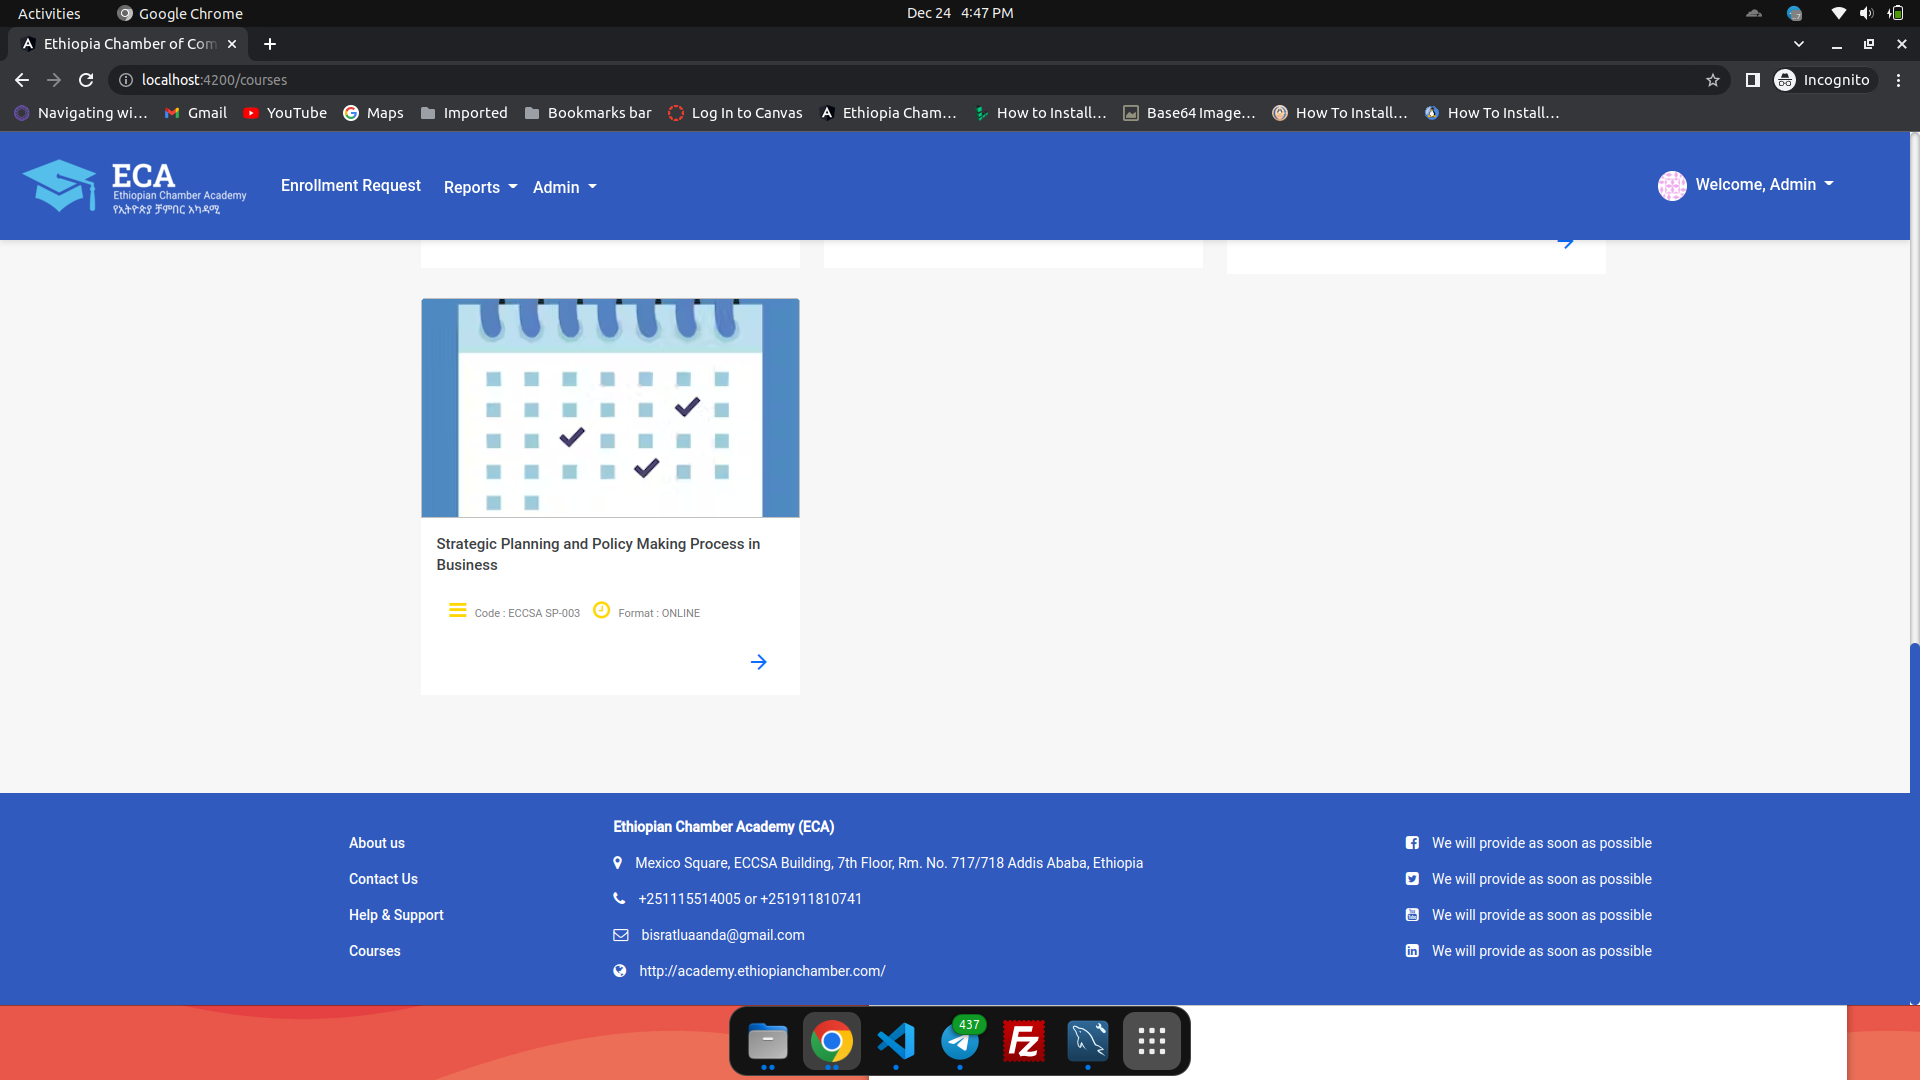 Activities
Google Chrome
Dec 24 4:47 PM
Ethiopia Chamber of Com
localhost:4200/courses
Incognito
Navigating wi...
Gmail
YouTube
Maps
Imported
Bookmarks bar
Log In to Canvas
Ethiopia Cham...
How to Install...
Base64 Image...
How To Install...
How To Install...
ECA
Ethiopian Chamber Academy
የኢትዮጵያ ቻምበር አካዳሚ
Enrollment Request
Reports
Admin
Welcome, Admin
Strategic Planning and Policy Making Process in
Business
Code : ECCSA SP-003
Format : ONLINE
About us
Contact Us
Help & Support
Courses
Ethiopian Chamber Academy (ECA)
Mexico Square, ECCSA Building, 7th Floor, Rm. No. 717/718 Addis Ababa, Ethiopia
+251115514005 or +251911810741
bisratluaanda@gmail.com
http://academy.ethiopianchamber.com/
We will provide as soon as possible
We will provide as soon as possible
We will provide as soon as possible
We will provide as soon as possible
437
Fz